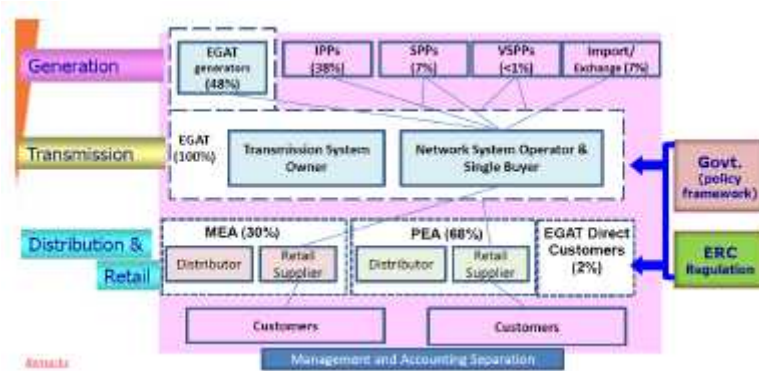 Generation
EGAT
generators
(48%)
IPPs
(38%)
SPPs
(7%)
VSPPs
(<1%)
Import/
Exchange (7%)
Transmission
EGAT
(100%)
Transmission System
Owner
Network System Operator &
Single Buyer
Govt.
(policy
framework)
Distribution &
Retail
MEA (30%)
Distributor
Retail
Supplier
PEA (68%)
Distributor
Retail
Supplier
EGAT Direct
Customers
(2%)
ERC
Regulation
Customers
Customers
Management and Accounting Separation
Remarks